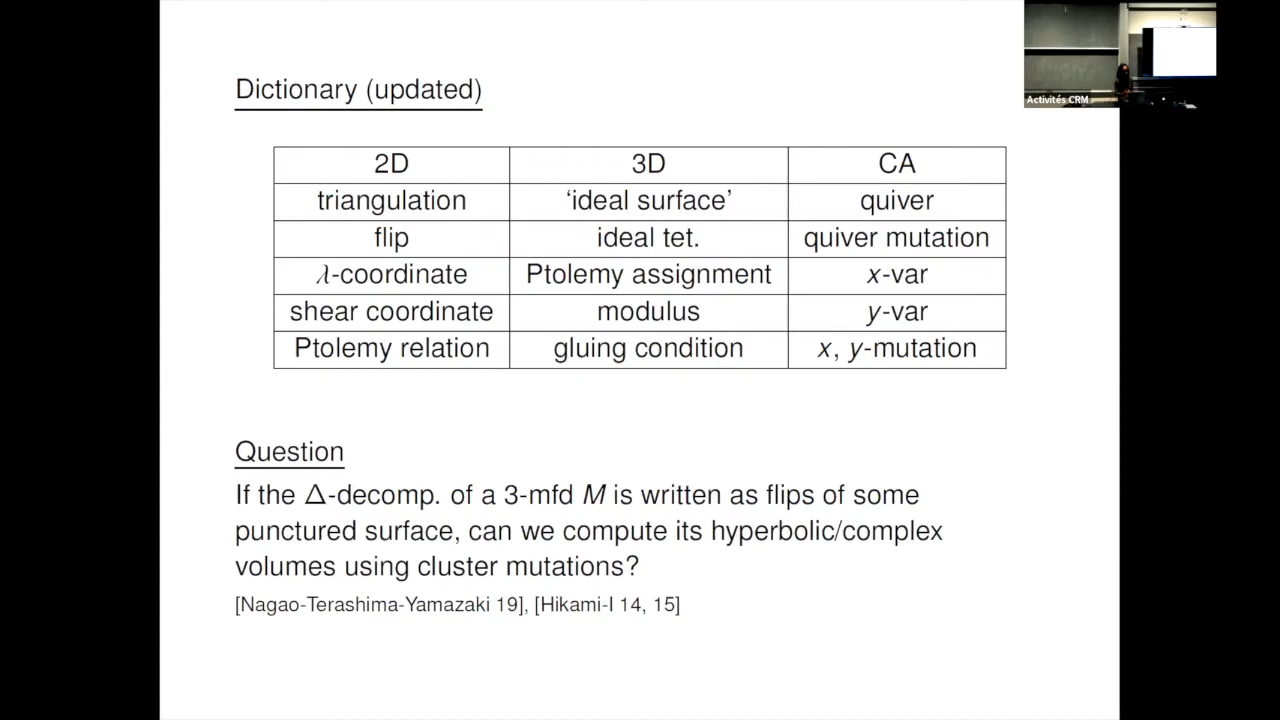 Dictionary (updated)
2D 3D CA
triangulation 'ideal surface' quiver
flip ideal tet. quiver mutation
λ-coordinate Ptolemy assignment x-var
shear coordinate modulus y-var
Ptolemy relation gluing condition x, y-mutation
Question
If the Δ-decomp. of a 3-mfd M is written as flips of some
punctured surface, can we compute its hyperbolic/complex
volumes using cluster mutations?
[Nagao-Terashima-Yamazaki 19], [Hikami-I 14, 15]
Activités CRM